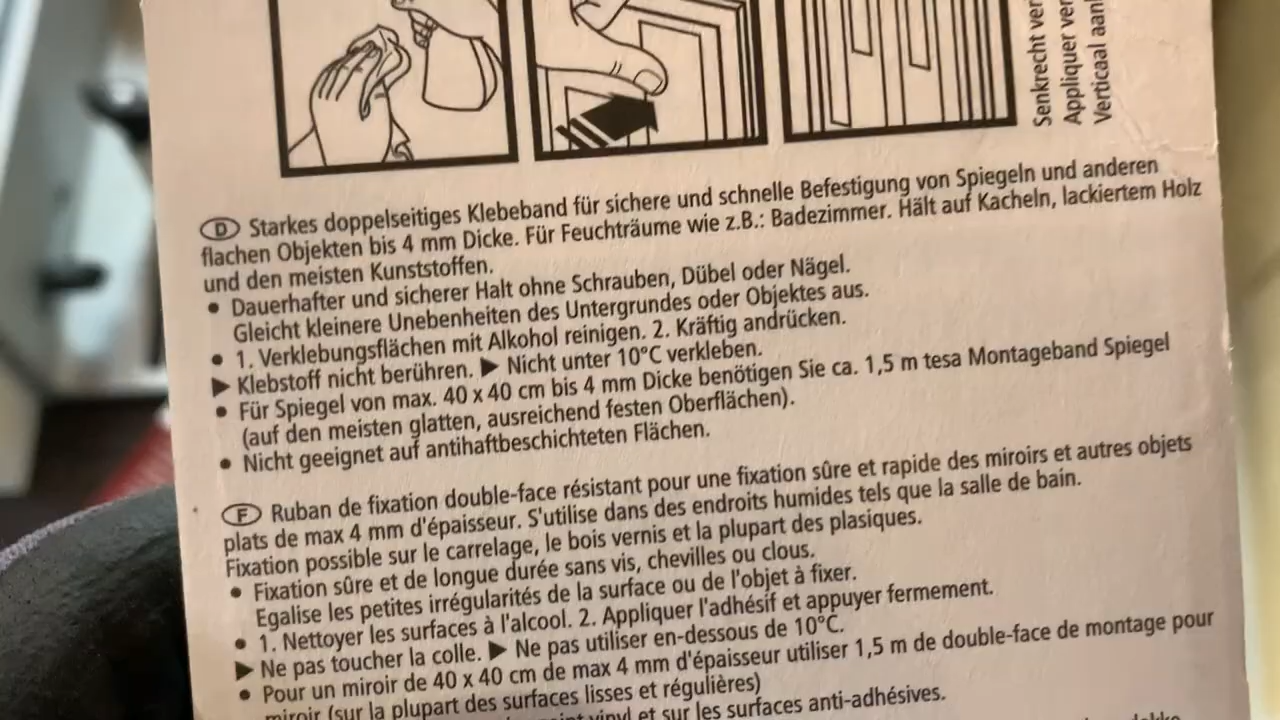 Senkrecht ver
Appliquer ver
Verticaal aan
D Starkes doppelseitiges Klebeband für sichere und schnelle Befestigung von Spiegeln und anderen
flachen Objekten bis 4 mm Dicke. Für Feuchträume wie z.B.: Badezimmer. Hält auf Kacheln, lackiertem Holz
und den meisten Kunststoffen.
• Dauerhafter und sicherer Halt ohne Schrauben, Dübel oder Nägel.
Gleicht kleinere Unebenheiten des Untergrundes oder Objektes aus.
• 1. Verklebungsflächen mit Alkohol reinigen. 2. Kräftig andrücken.
▶ Klebstoff nicht berühren. ▶ Nicht unter 10°C verkleben.
• Für Spiegel von max. 40 x 40 cm bis 4 mm Dicke benötigen Sie ca. 1,5 m tesa Montageband Spiegel
(auf den meisten glatten, ausreichend festen Oberflächen).
• Nicht geeignet auf antihaftbeschichteten Flächen.
F Ruban de fixation double-face résistant pour une fixation sûre et rapide des miroirs et autres objets
plats de max 4 mm d'épaisseur. S'utilise dans des endroits humides tels que la salle de bain.
Fixation possible sur le carrelage, le bois vernis et la plupart des plasiques.
• Fixation sûre et de longue durée sans vis, chevilles ou clous.
Egalise les petites irrégularités de la surface ou de l'objet à fixer.
• 1. Nettoyer les surfaces à l'alcool. 2. Appliquer l'adhésif et appuyer fermement.
▶ Ne pas toucher la colle. ▶ Ne pas utiliser en-dessous de 10°C.
• Pour un miroir de 40 x 40 cm de max 4 mm d'épaisseur utiliser 1,5 m de double-face de montage pour
miroir (sur la plupart des surfaces lisses et régulières)
vinyl et sur les surfaces anti-adhésives.